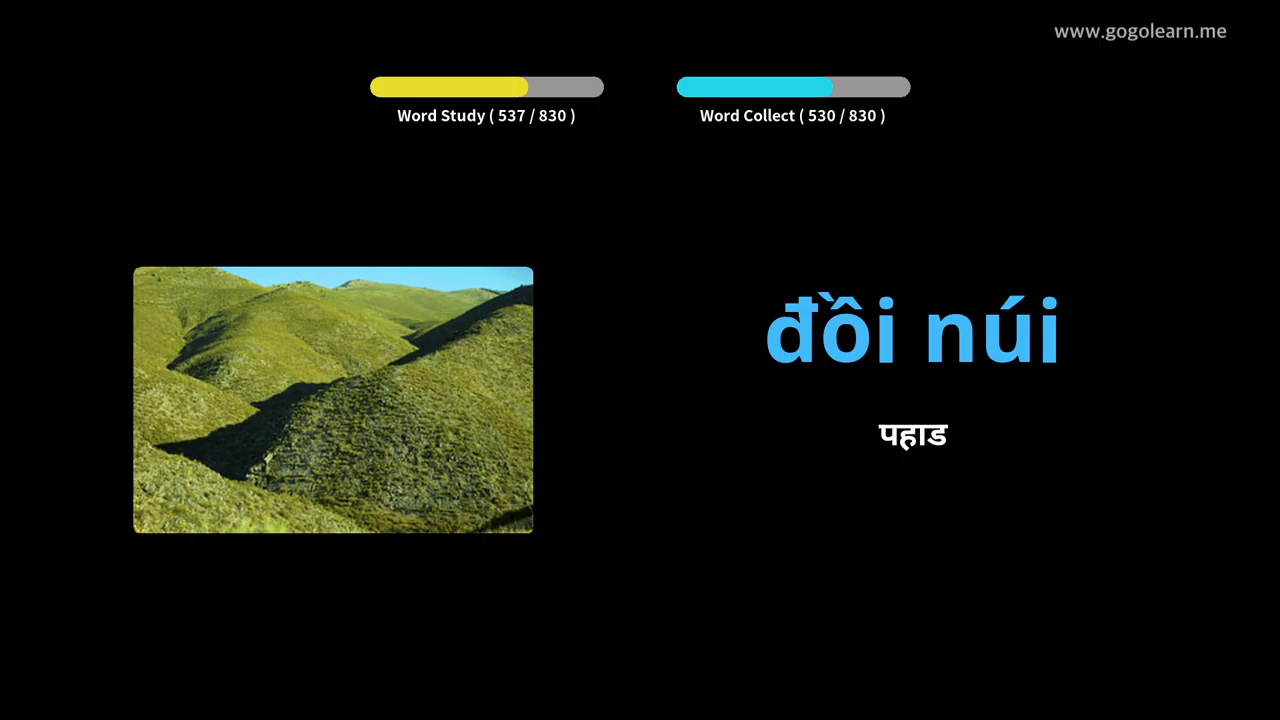 www.gogolearn.me
Word Study ( 537 / 830 )
Word Collect ( 530 / 830 )
đồi núi
पहाड